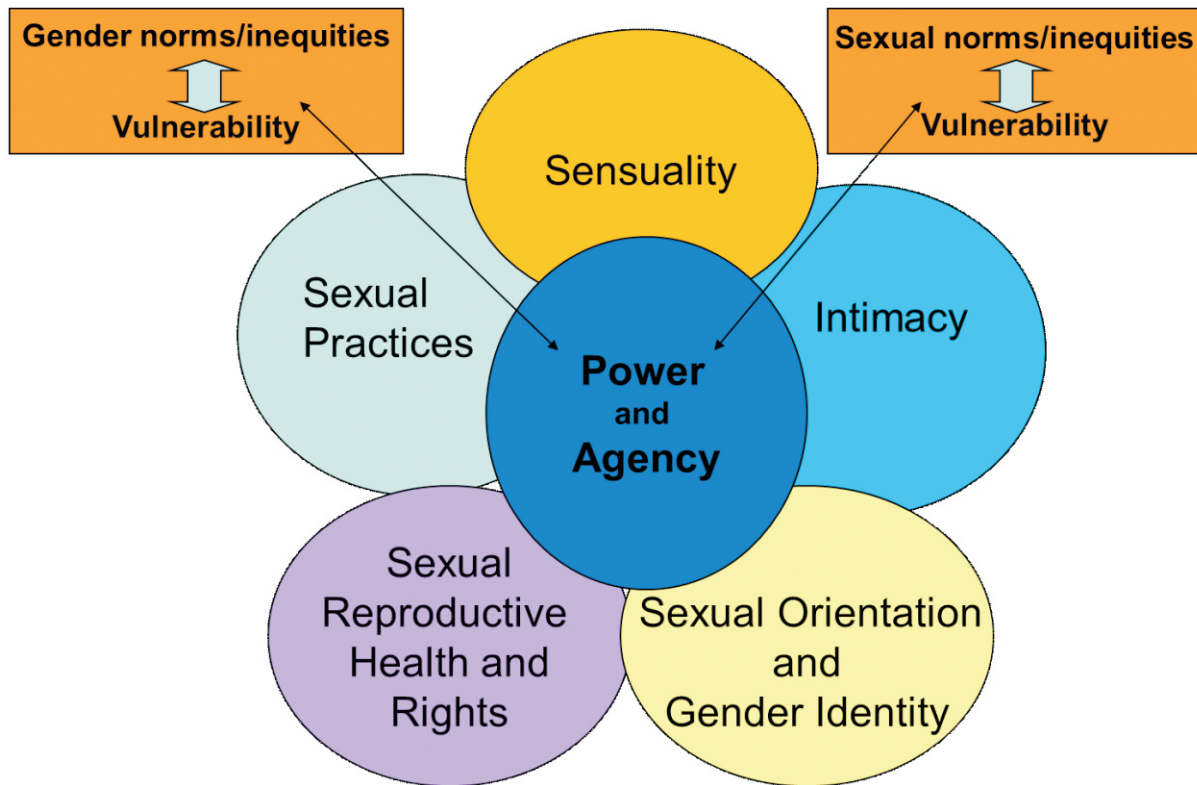 Gender norms/inequities
Vulnerability
Sexual norms/inequities
Vulnerability
Sensuality
Sexual
Practices
Intimacy
Power
and
Agency
Sexual
Reproductive
Health and
Rights
Sexual Orientation
and
Gender Identity